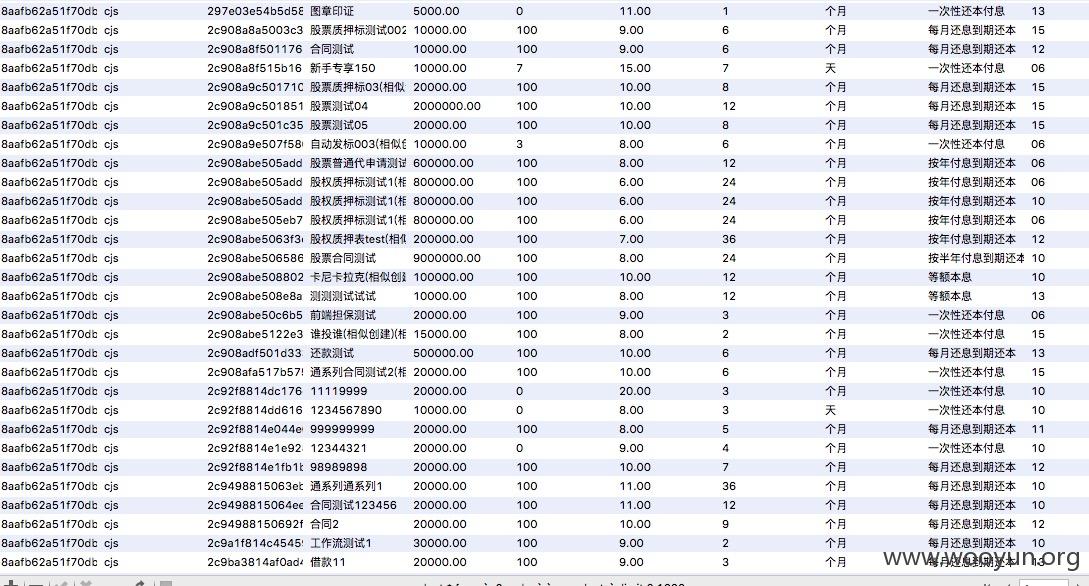 8aafb62a51f70db cjs 297e03e54b5d58 图章印证 5000.00 0 11.00 1 个月 一次性还本付息 13
8aafb62a51f70db cjs 2c908a8a5003c3 股票质押标测试002 10000.00 100 9.00 6 个月 每月还息到期还本 15
8aafb62a51f70db cjs 2c908a8f501176 合同测试 10000.00 100 9.00 6 个月 每月还息到期还本 12
8aafb62a51f70db cjs 2c908a8f515b16 新手专享150 10000.00 7 15.00 7 天 一次性还本付息 06
8aafb62a51f70db cjs 2c908a9c501710 股票质押标03(相似 20000.00 100 10.00 8 个月 每月还息到期还本 15
8aafb62a51f70db cjs 2c908a9c501851 股票测试04 2000000.00 100 10.00 12 个月 每月还息到期还本 15
8aafb62a51f70db cjs 2c908a9c501c35 股票测试05 20000.00 100 10.00 8 个月 每月还息到期还本 15
8aafb62a51f70db cjs 2c908a9e507f58 自动发标003(相似 10000.00 3 8.00 6 个月 一次性还本付息 06
8aafb62a51f70db cjs 2c908abe505add 股票普通代申请测试 600000.00 100 8.00 12 个月 按年付息到期还本 06
8aafb62a51f70db cjs 2c908abe505add 股权质押标测试1(相 800000.00 100 6.00 24 个月 按年付息到期还本 06
8aafb62a51f70db cjs 2c908abe505add 股权质押标测试1(相 800000.00 100 6.00 24 个月 按年付息到期还本 10
8aafb62a51f70db cjs 2c908abe505eb7 股权质押标测试1(相 800000.00 100 6.00 24 个月 按年付息到期还本 06
8aafb62a51f70db cjs 2c908abe5063f3 股权质押表test(相 200000.00 100 7.00 36 个月 按年付息到期还本 12
8aafb62a51f70db cjs 2c908abe506586 股票合同测试 9000000.00 100 8.00 24 个月 按半年付息到期还本 10
8aafb62a51f70db cjs 2c908abe508802 卡尼卡拉克(相似创建 100000.00 100 10.00 12 个月 等额本息 10
8aafb62a51f70db cjs 2c908abe508e8a 测测测试试试 10000.00 100 8.00 12 个月 等额本息 13
8aafb62a51f70db cjs 2c908abe50c6b5 前端担保测试 20000.00 100 9.00 3 个月 一次性还本付息 06
8aafb62a51f70db cjs 2c908abe5122e3 谁投谁(相似创建)(相 15000.00 100 8.00 2 个月 一次性还本付息 15
8aafb62a51f70db cjs 2c908adf501d33 还款测试 500000.00 100 10.00 6 个月 每月还息到期还本 13
8aafb62a51f70db cjs 2c908afa517b57 通系列合同测试2(相 20000.00 100 10.00 6 个月 一次性还本付息 15
8aafb62a51f70db cjs 2c92f8814dc176 11119999 20000.00 0 20.00 3 个月 一次性还本付息 10
8aafb62a51f70db cjs 2c92f8814dd616 1234567890 10000.00 0 8.00 3 天 一次性还本付息 10
8aafb62a51f70db cjs 2c92f8814e044e 999999999 20000.00 100 8.00 5 个月 每月还息到期还本 11
8aafb62a51f70db cjs 2c92f8814e1e92 12344321 20000.00 0 9.00 4 个月 一次性还本付息 10
8aafb62a51f70db cjs 2c92f8814e1fb1 98989898 20000.00 100 10.00 7 个月 每月还息到期还本 12
8aafb62a51f70db cjs 2c9498815063eb 通系列通系列1 20000.00 100 11.00 36 个月 每月还息到期还本 10
8aafb62a51f70db cjs 2c9498815064ee 合同测试123456 20000.00 100 11.00 12 个月 每月还息到期还本 10
8aafb62a51f70db cjs 2c94988150692f 合同2 20000.00 100 10.00 9 个月 每月还息到期还本 12
8aafb62a51f70db cjs 2c9a1f814c4545 工作流测试1 30000.00 100 9.00 2 个月 每月还息到期还本 10
8aafb62a51f70db cjs 2c9ba3814af0ad 借款11 20000.00 100 9.00 3 个月 每月还息到期还本 13
www.wooyun.org